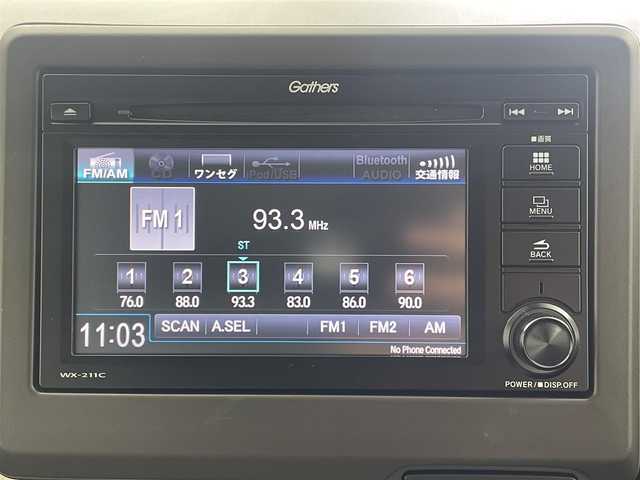 Gathers
■画質
FM/AM CD ワンセグ iPod/USB Bluetooth AUDIO 交通情報
HOME
FM 1 93.3 MHz
MENU
ST
BACK
1 2 3 4 5 6
76.0 88.0 93.3 83.0 86.0 90.0
11:03 SCAN A.SEL FM1 FM2 AM
No Phone Connected
WX-211C
POWER/■DISP.OFF